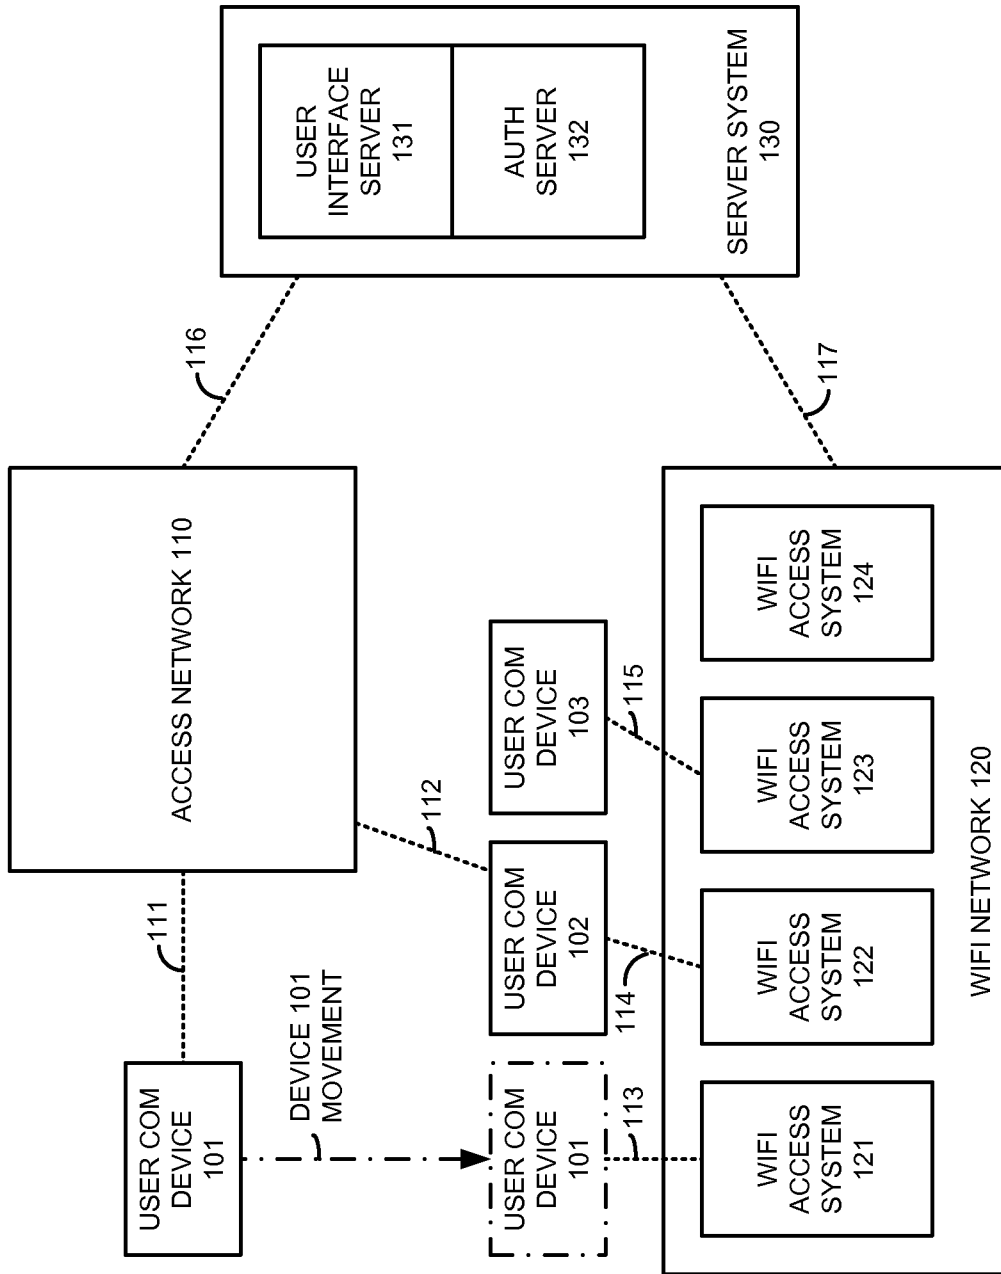 USER COM
DEVICE
101
111
ACCESS NETWORK 110
116
USER
INTERFACE
SERVER
131
AUTH
SERVER
132
SERVER SYSTEM
130
DEVICE 101
MOVEMENT
112
USER COM
DEVICE
101
USER COM
DEVICE
102
USER COM
DEVICE
103
113
114
115
117
WIFI
ACCESS
SYSTEM
121
WIFI
ACCESS
SYSTEM
122
WIFI
ACCESS
SYSTEM
123
WIFI
ACCESS
SYSTEM
124
WIFI NETWORK 120